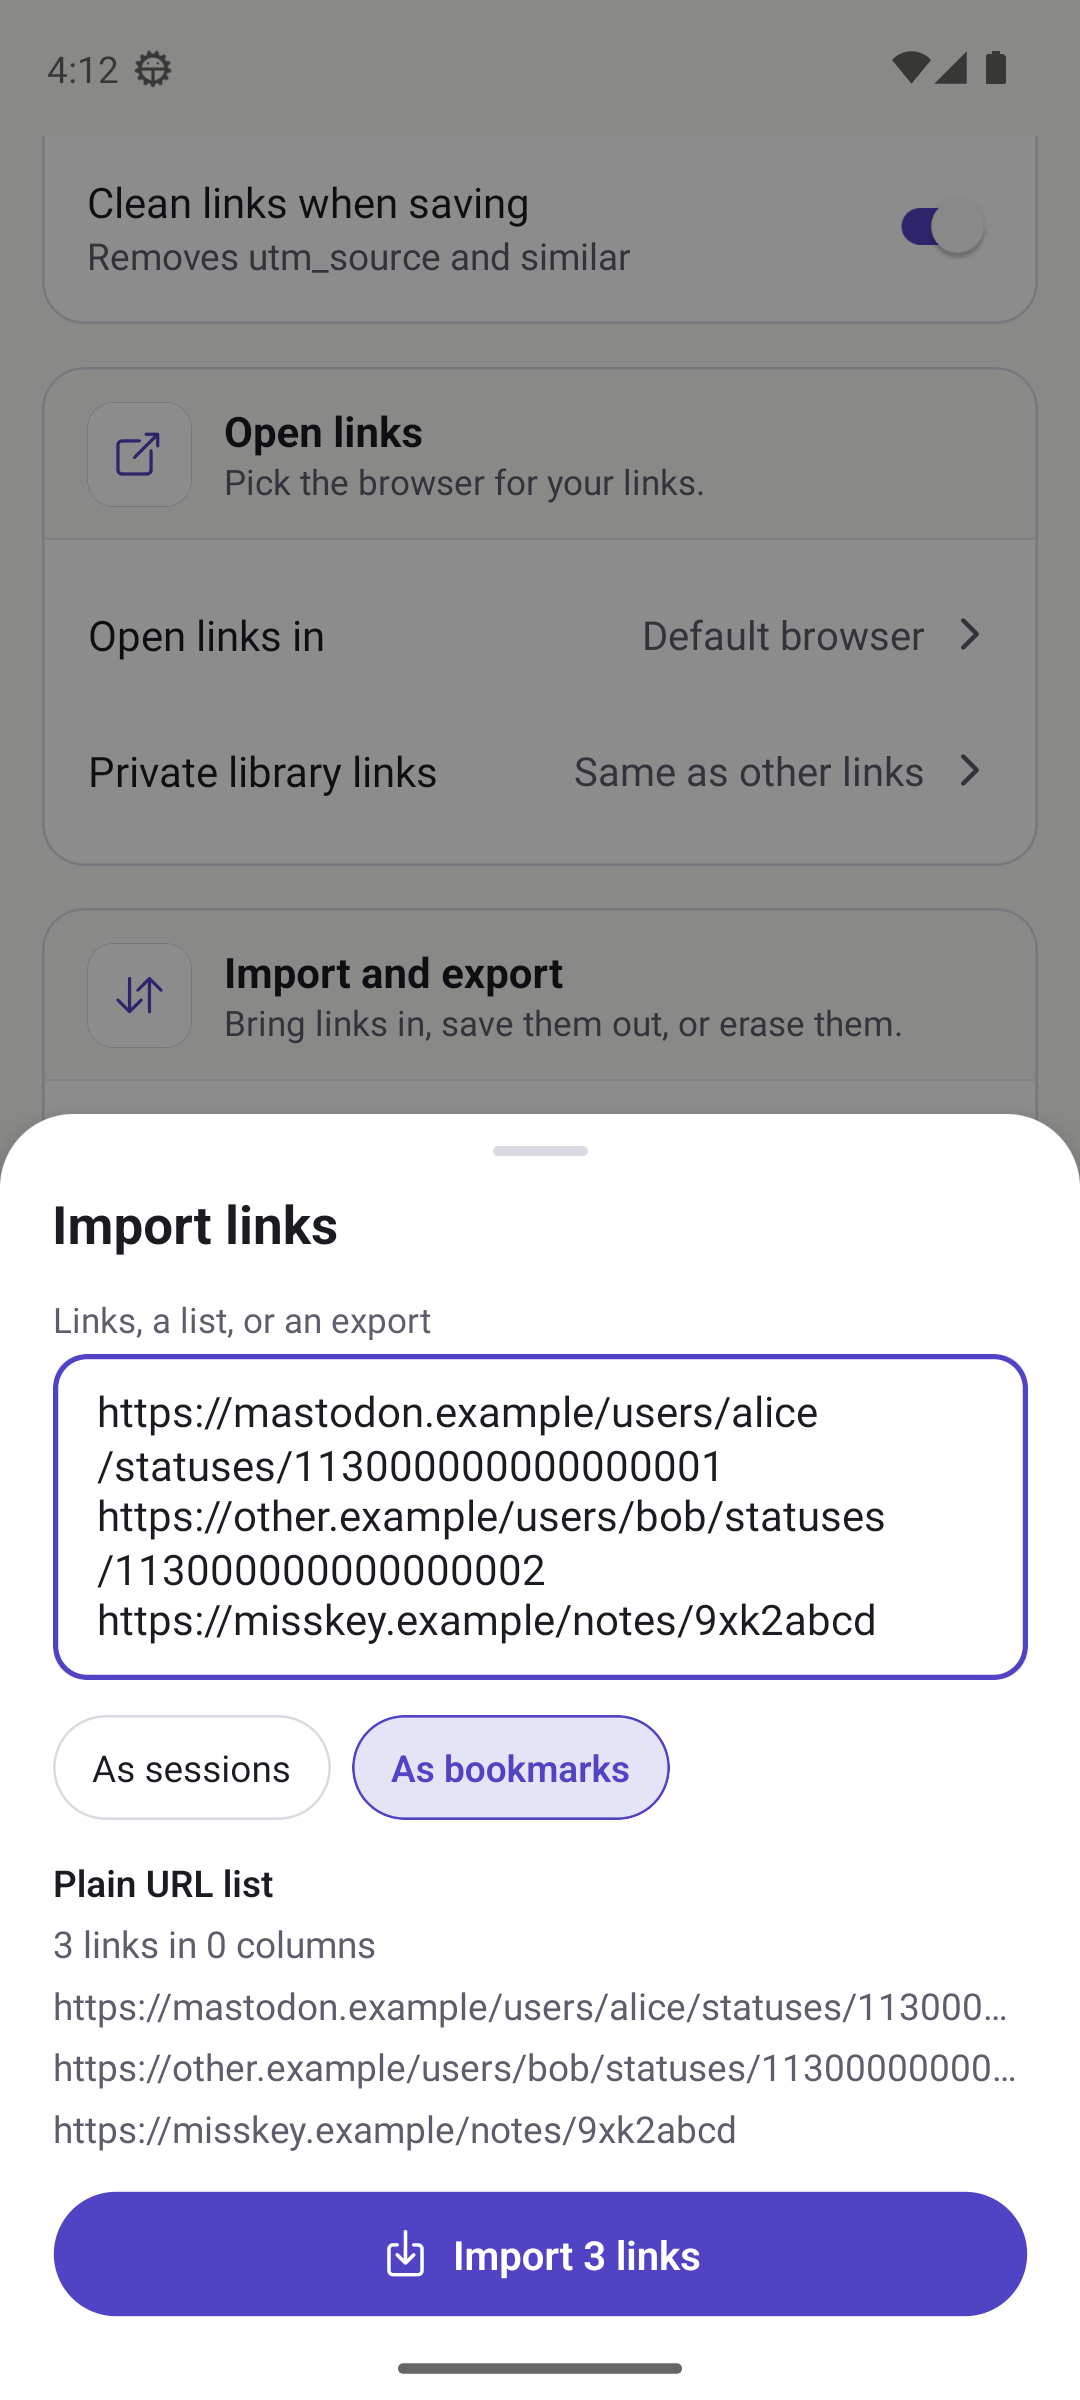 4:12
Clean links when saving
Removes utm_source and similar
Open links
Pick the browser for your links.
Open links in
Default browser
Private library links
Same as other links
Import and export
Bring links in, save them out, or erase them.
Import links
Links, a list, or an export
https://mastodon.example/users/alice
/statuses/113000000000000001
https://other.example/users/bob/statuses
/113000000000000002
https://misskey.example/notes/9xk2abcd
As sessions
As bookmarks
Plain URL list
3 links in 0 columns
https://mastodon.example/users/alice/statuses/113000…
https://other.example/users/bob/statuses/11300000000…
https://misskey.example/notes/9xk2abcd
Import 3 links